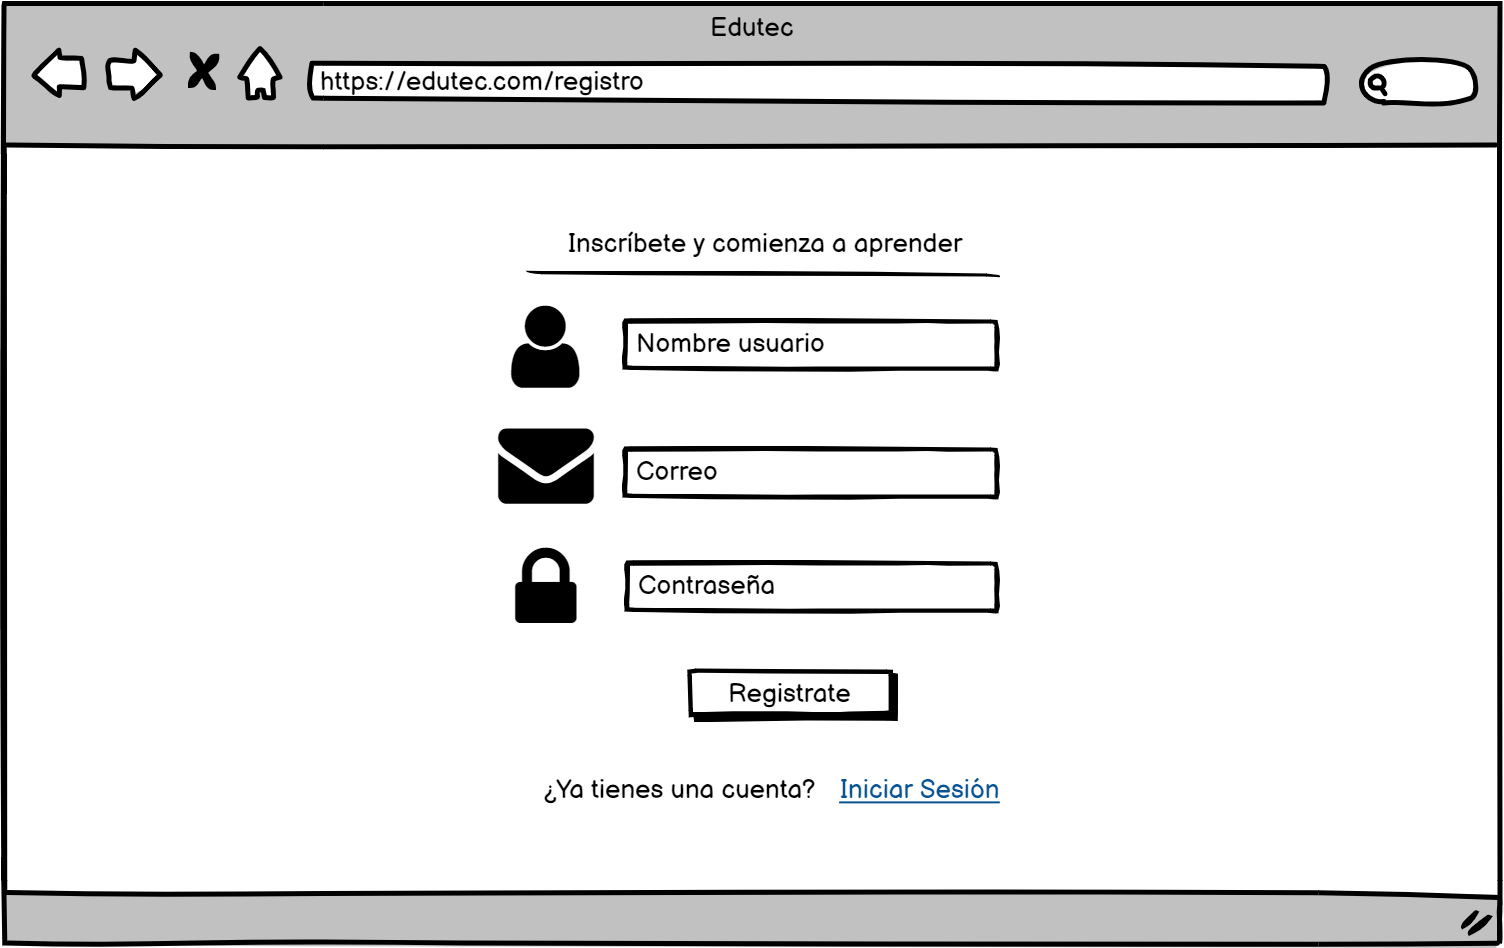 Edutec
https://edutec.com/registro
Inscríbete y comienza a aprender
Nombre usuario
Correo
Contraseña
Registrate
¿Ya tienes una cuenta? Iniciar Sesión